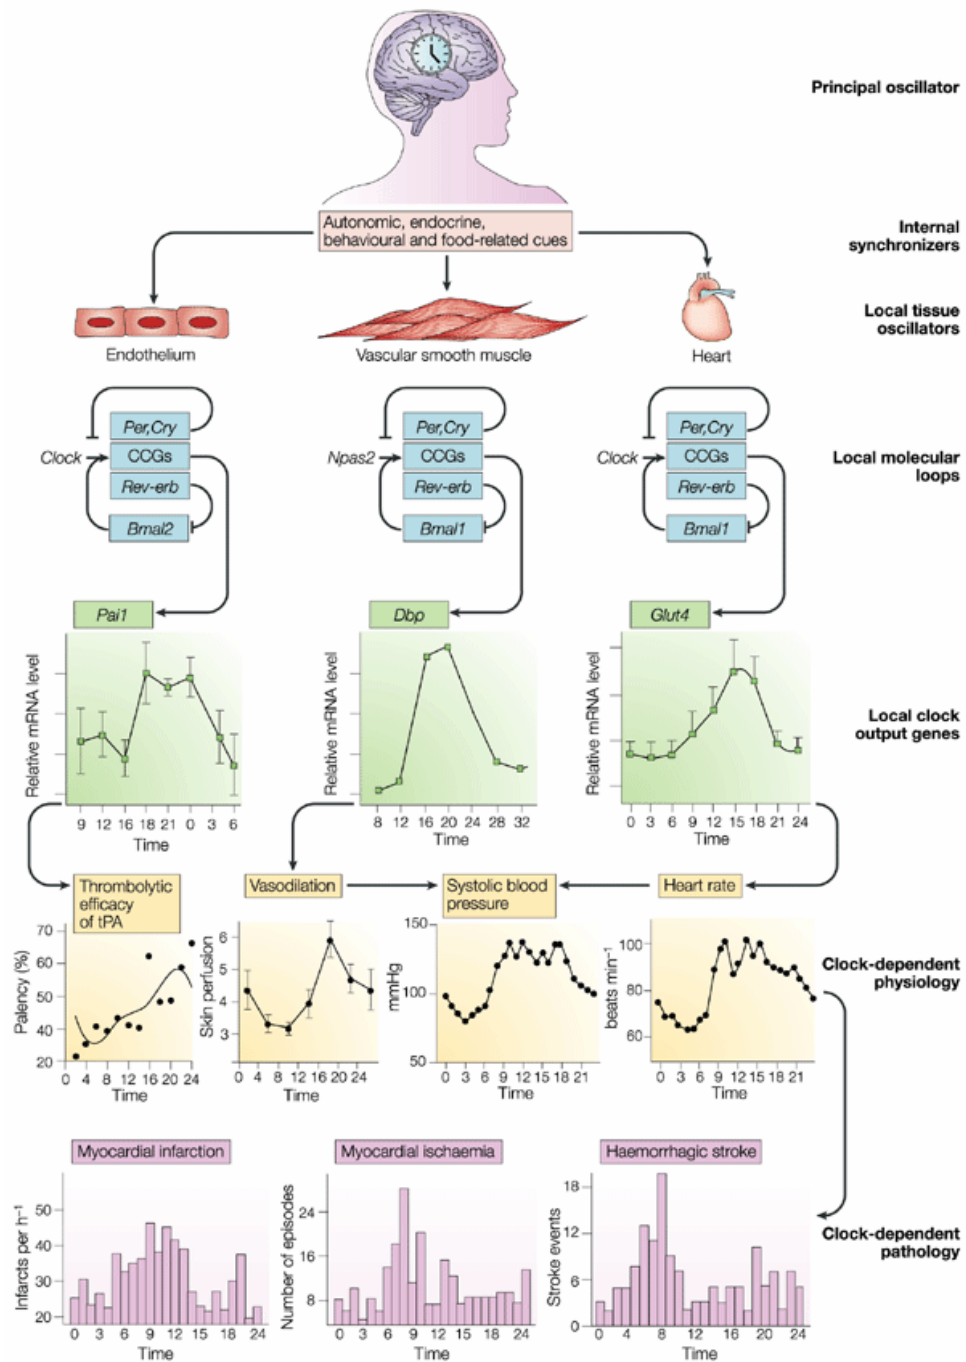 Principal oscillator
Autonomic, endocrine,
behavioural and food-related cues
Internal
synchronizers
Local tissue
oscillators
Endothelium
Vascular smooth muscle
Heart
Per,Cry
Clock
CCGs
Rev-erb
Bmal2
Per,Cry
Npas2
CCGs
Rev-erb
Bmal1
Per,Cry
Clock
CCGs
Rev-erb
Bmal1
Local molecular
loops
Pai1
Relative mRNA level
9 12 16 18 21 0 3 6
Time
Dbp
Relative mRNA level
8 12 16 20 24 28 32
Time
Glut4
Relative mRNA level
0 3 6 9 12 15 18 21 24
Time
Local clock
output genes
Thrombolytic
efficacy
of tPA
Palency (%)
70
60
50
40
20
0 4 8 12 16 20 24
Time
Vasodilation
Skin perfusion
6
5
4
3
0 4 8 12 18 20 24
Time
Systolic blood
pressure
mmHg
150
100
50
0 3 6 9 12 15 18 21
Time
Heart rate
beats min⁻¹
100
80
60
0 3 6 9 12 15 18 21
Time
Clock-dependent
physiology
Myocardial infarction
Infarcts per h⁻¹
50
40
30
20
0 3 6 9 12 15 18 21 24
Time
Myocardial ischaemia
Number of episodes
24
16
8
0 3 6 9 12 15 18 21 24
Time
Haemorrhagic stroke
Stroke events
18
12
6
0
0 4 8 12 16 20 24
Time
Clock-dependent
pathology